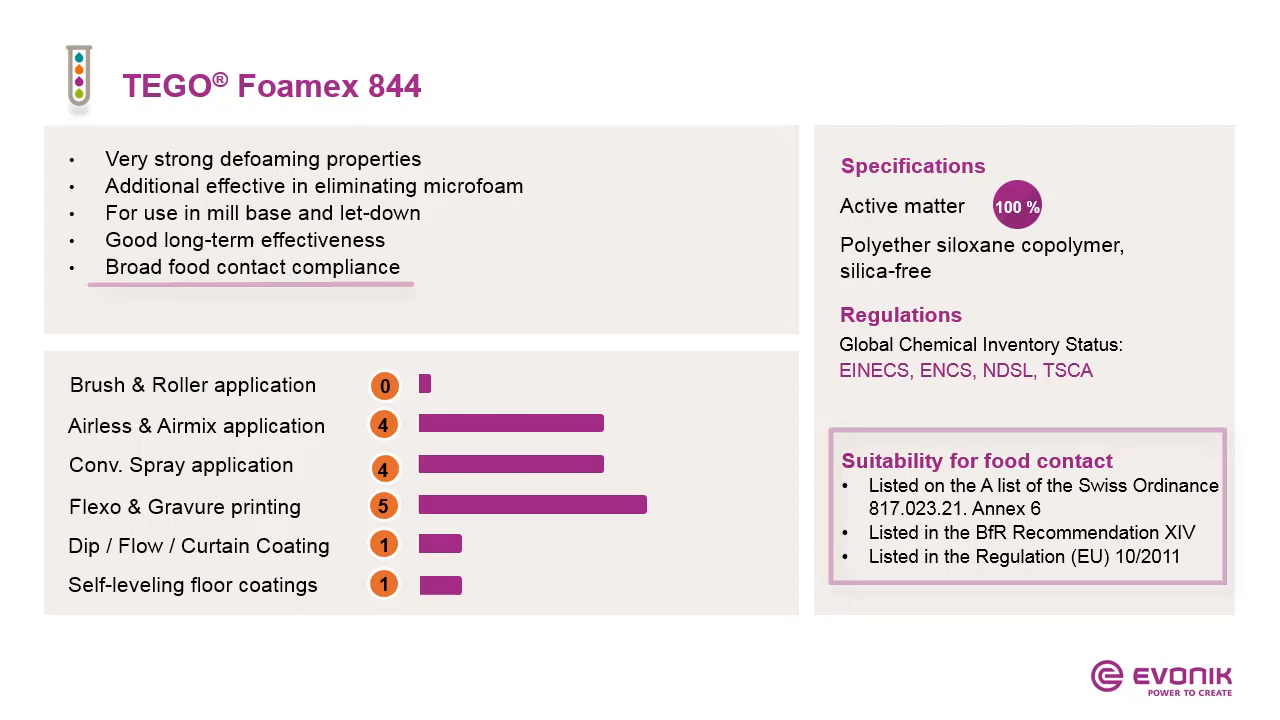 TEGO® Foamex 844
• Very strong defoaming properties
• Additional effective in eliminating microfoam
• For use in mill base and let-down
• Good long-term effectiveness
• Broad food contact compliance
Brush & Roller application 0
Airless & Airmix application 4
Conv. Spray application 4
Flexo & Gravure printing 5
Dip / Flow / Curtain Coating 1
Self-leveling floor coatings 1
Specifications
Active matter 100 %
Polyether siloxane copolymer,
silica-free
Regulations
Global Chemical Inventory Status:
EINECS, ENCS, NDSL, TSCA
Suitability for food contact
• Listed on the A list of the Swiss Ordinance
817.023.21. Annex 6
• Listed in the BfR Recommendation XIV
• Listed in the Regulation (EU) 10/2011
EVONIK
POWER TO CREATE